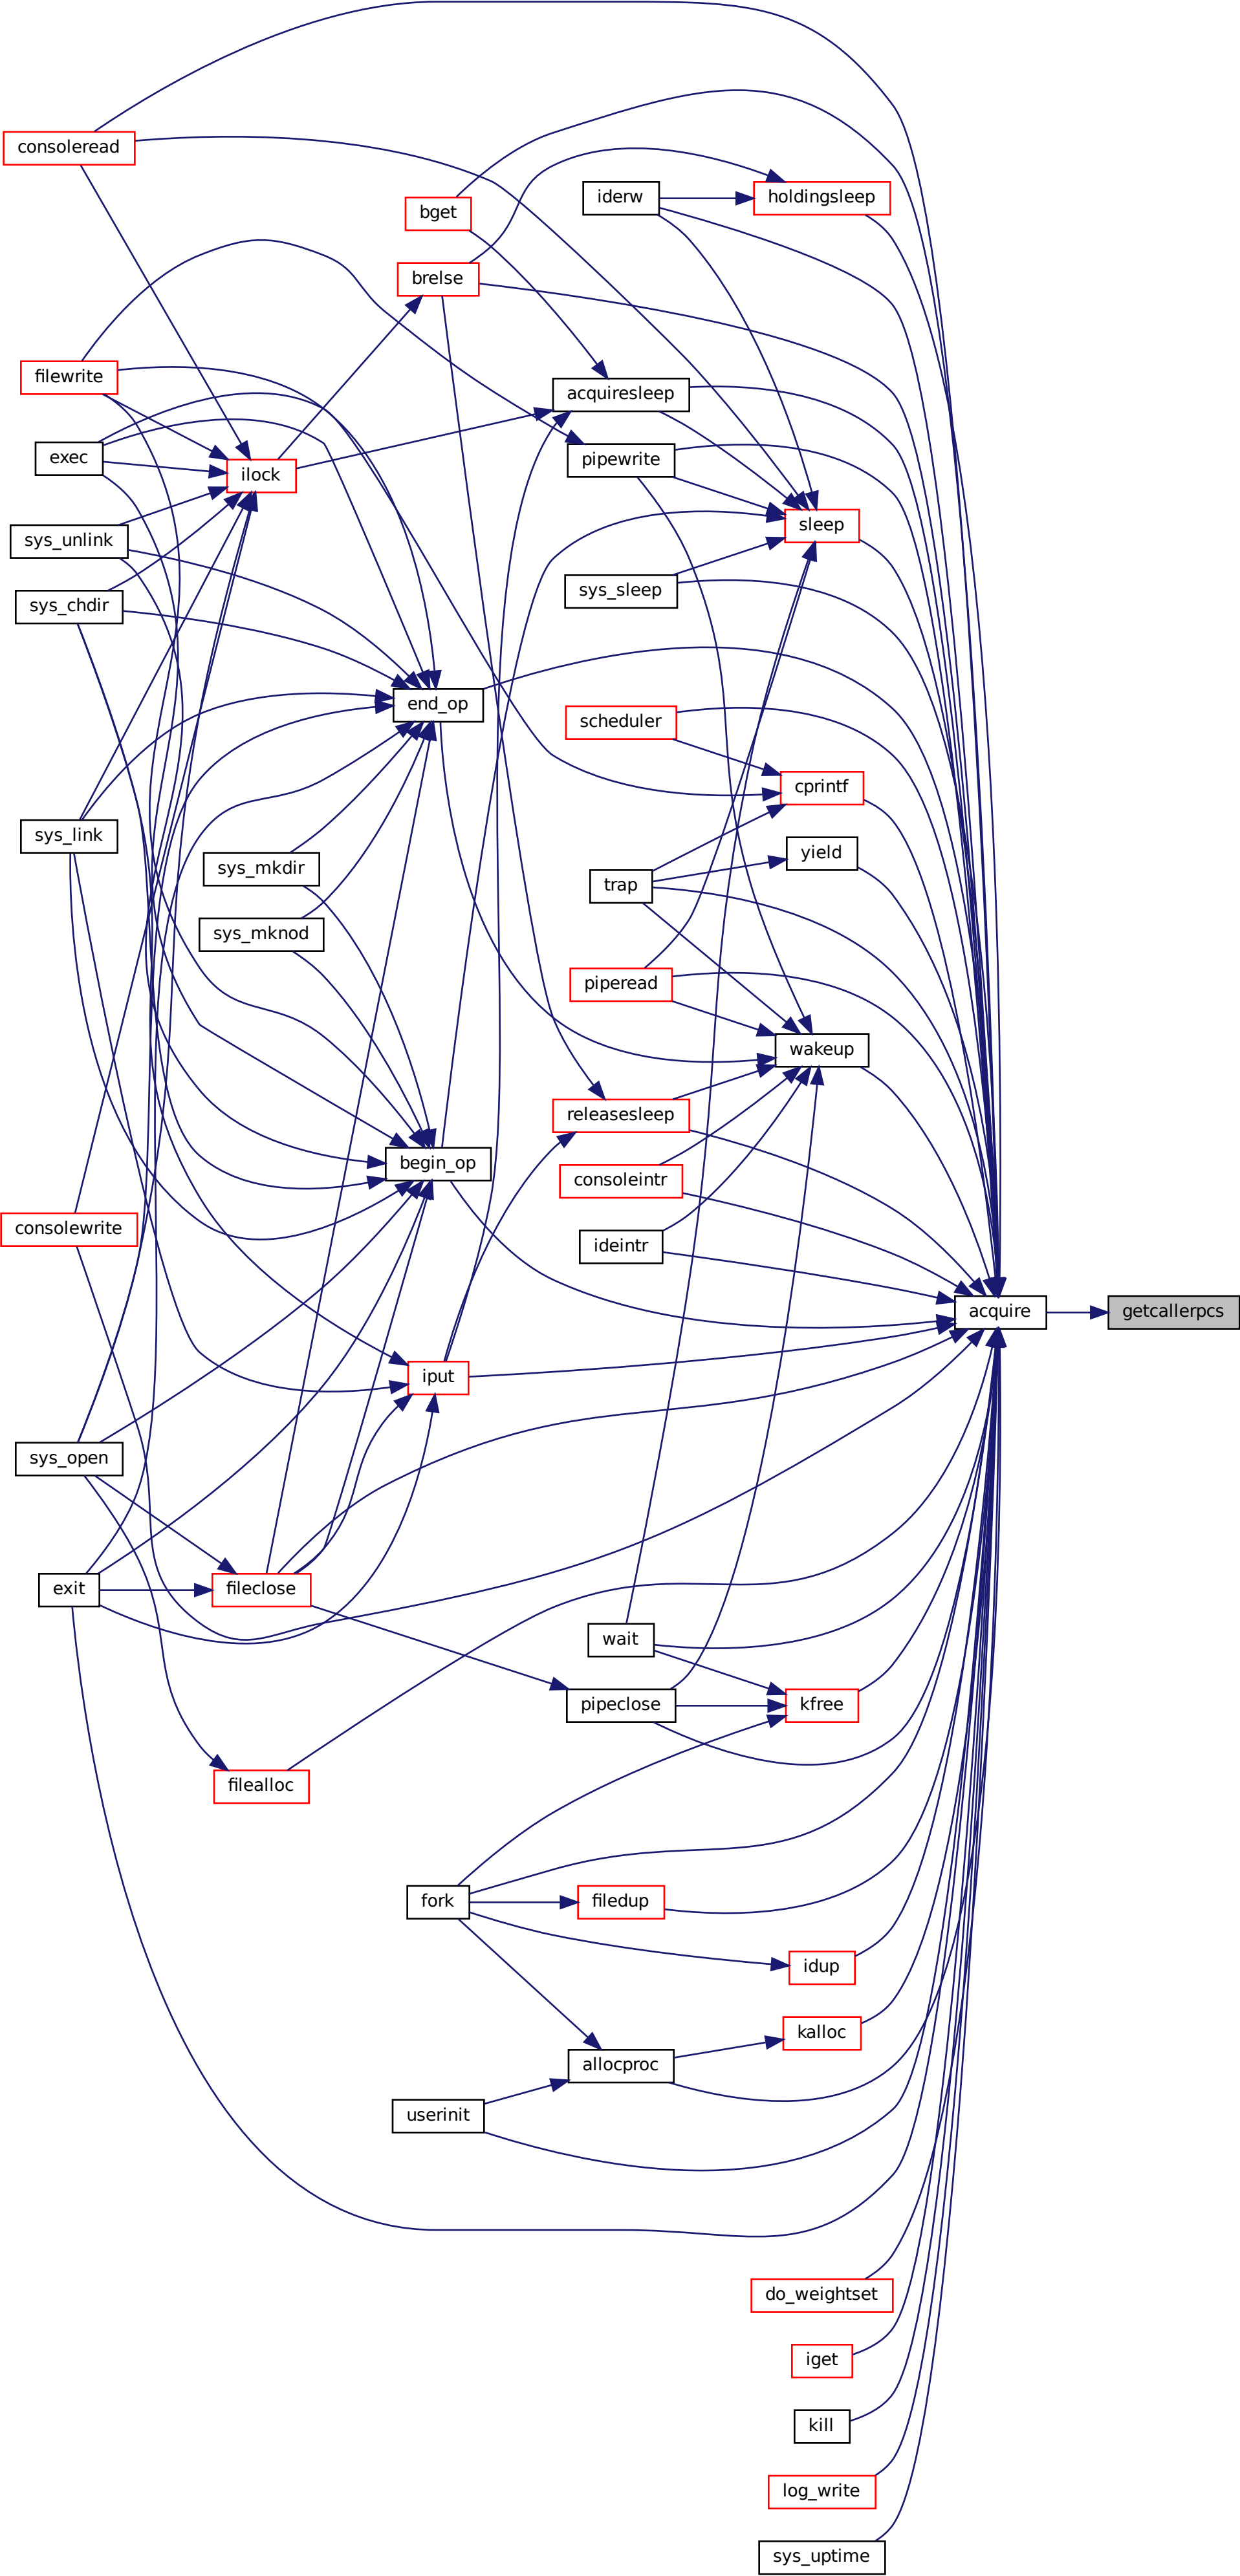 consoleread
iderw
holdingsleep
bget
brelse
filewrite
acquiresleep
exec
pipewrite
ilock
sleep
sys_unlink
sys_sleep
sys_chdir
end_op
scheduler
cprintf
sys_link
yield
sys_mkdir
trap
sys_mknod
piperead
wakeup
releasesleep
begin_op
consoleintr
consolewrite
ideintr
acquire
getcallerpcs
iput
sys_open
exit
fileclose
wait
pipeclose
kfree
filealloc
fork
filedup
idup
kalloc
allocproc
userinit
do_weightset
iget
kill
log_write
sys_uptime